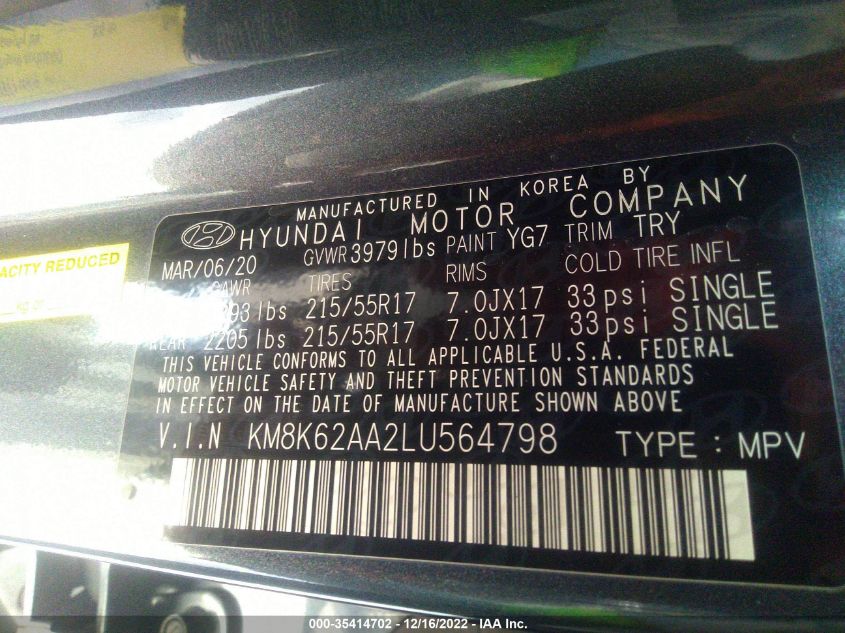 MANUFACTURED IN KOREA BY
HYUNDAI MOTOR COMPANY
MAR/06/20 GVWR 3979lbs PAINT YG7 TRIM TRY
GAWR TIRES RIMS COLD TIRE INFL
215/55R17 7.0JX17 33psi SINGLE
REAR 2205lbs 215/55R17 7.0JX17 33psi SINGLE
THIS VEHICLE CONFORMS TO ALL APPLICABLE U.S.A. FEDERAL
MOTOR VEHICLE SAFETY AND THEFT PREVENTION STANDARDS
IN EFFECT ON THE DATE OF MANUFACTURE SHOWN ABOVE
V.I.N KM8K62AA2LU564798 TYPE : MPV
ACITY REDUCED
000-35414702 - 12/16/2022 - IAA Inc.